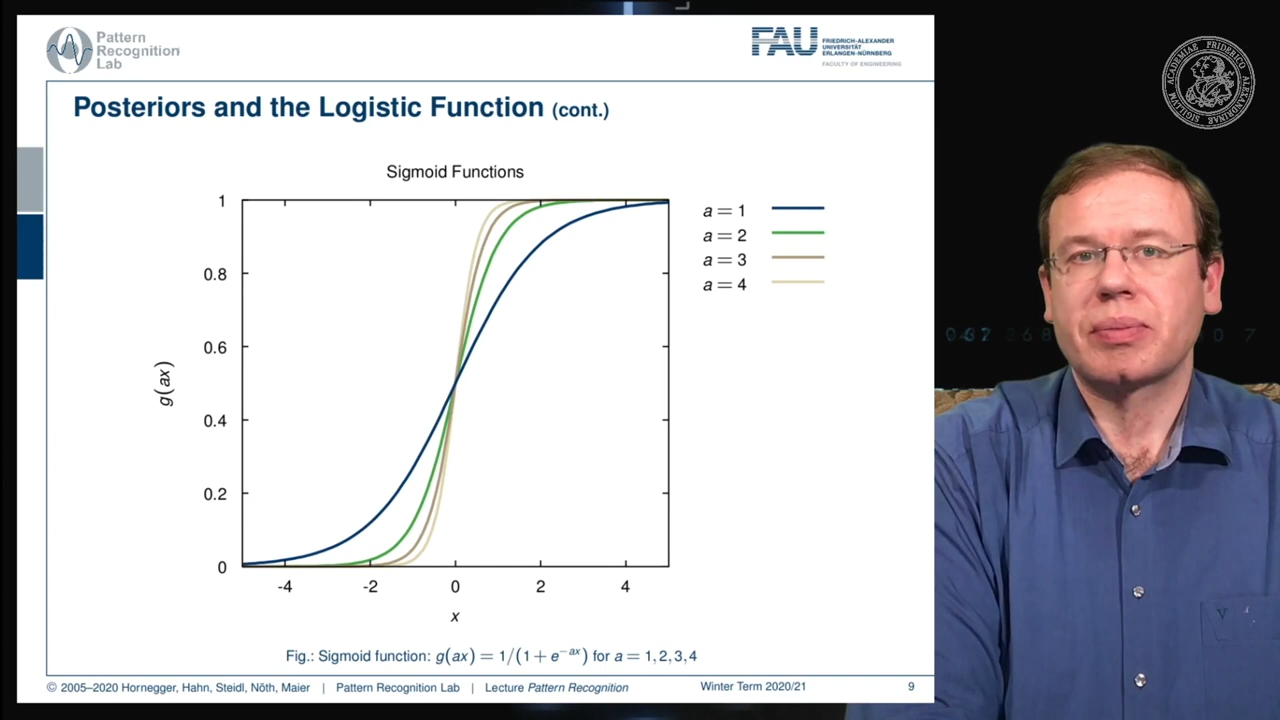 Pattern
Recognition
Lab
FAU FRIEDRICH-ALEXANDER
UNIVERSITÄT
ERLANGEN-NÜRNBERG
FACULTY OF ENGINEERING
Posteriors and the Logistic Function (cont.)
Sigmoid Functions
1
0.8
0.6
0.4
0.2
0
g(ax)
-4 -2 0 2 4
x
a = 1
a = 2
a = 3
a = 4
Fig.: Sigmoid function: g(ax) = 1/(1 + e^{-ax}) for a = 1, 2, 3, 4
© 2005–2020 Hornegger, Hahn, Steidl, Nöth, Maier | Pattern Recognition Lab | Lecture Pattern Recognition Winter Term 2020/21 9